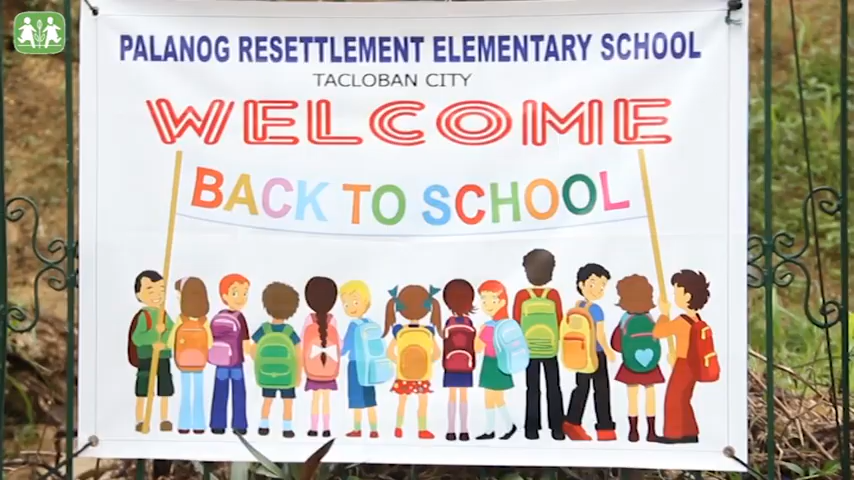 PALANOG RESETTLEMENT ELEMENTARY SCHOOL
TACLOBAN CITY
WELCOME
BACK TO SCHOOL